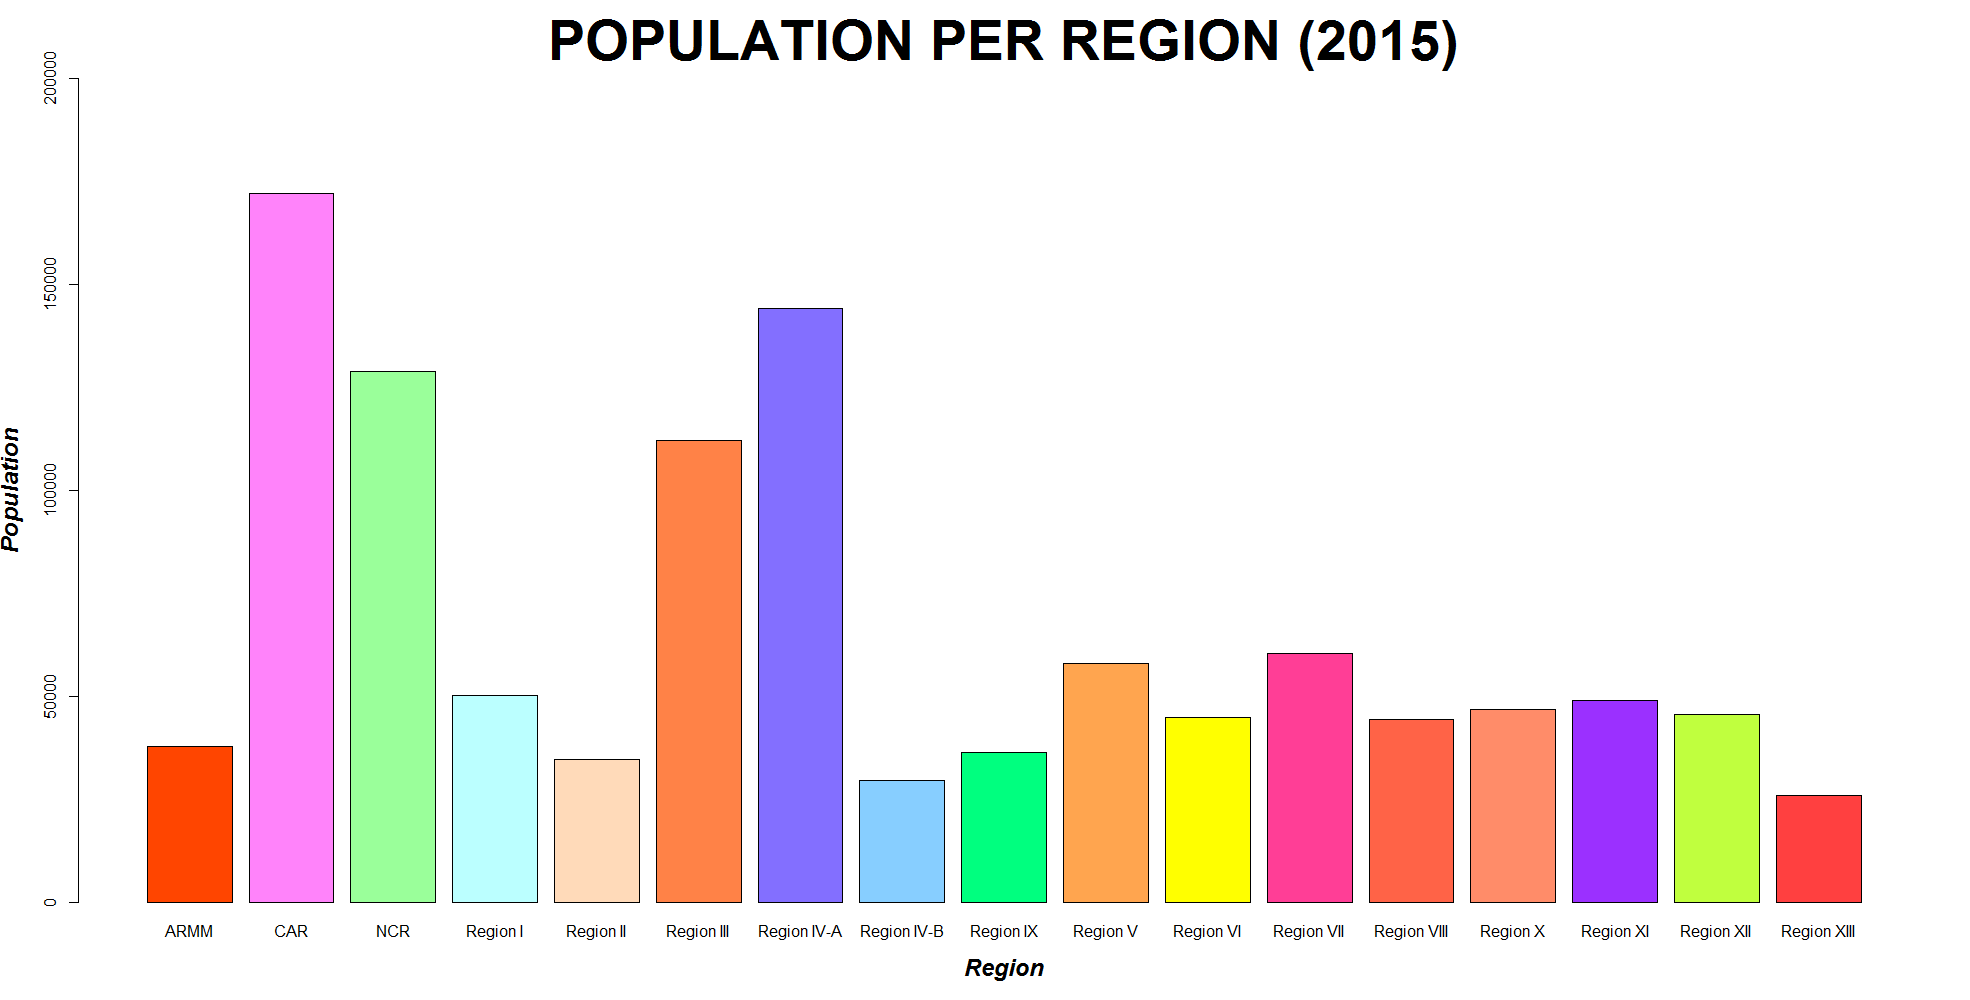 POPULATION PER REGION (2015)
200000
150000
100000
50000
0
Population
ARMM CAR NCR Region I Region II Region III Region IV-A Region IV-B Region IX Region V Region VI Region VII Region VIII Region X Region XI Region XII Region XIII
Region